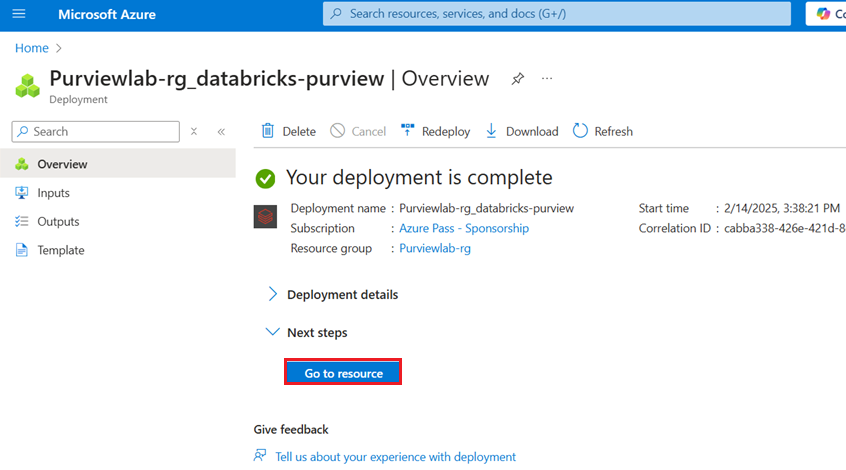 Microsoft Azure
Search resources, services, and docs (G+/)
Co
Home
Purviewlab-rg_databricks-purview | Overview
Deployment
Search
Delete
Cancel
Redeploy
Download
Refresh
Overview
Inputs
Outputs
Template
Your deployment is complete
Deployment name : Purviewlab-rg_databricks-purview
Subscription : Azure Pass - Sponsorship
Resource group : Purviewlab-rg
Start time : 2/14/2025, 3:38:21 PM
Correlation ID : cabba338-426e-421d-8
Deployment details
Next steps
Go to resource
Give feedback
Tell us about your experience with deployment